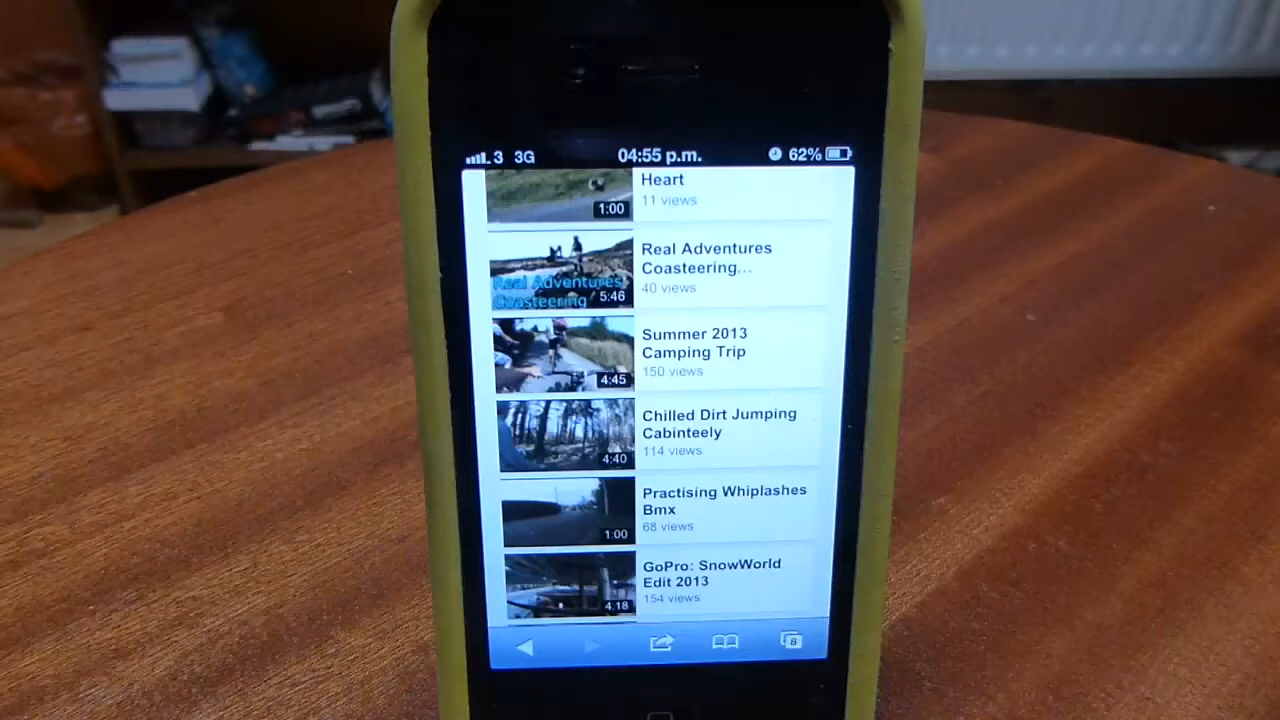 3 3G 04:55 p.m. 62%
Heart
11 views
1:00
Real Adventures
Coasteering...
40 views
Real Adventures
Coasteering
5:46
Summer 2013
Camping Trip
150 views
4:45
Chilled Dirt Jumping
Cabinteely
114 views
4:40
Practising Whiplashes
Bmx
68 views
1:00
GoPro: SnowWorld
Edit 2013
154 views
4:18
8